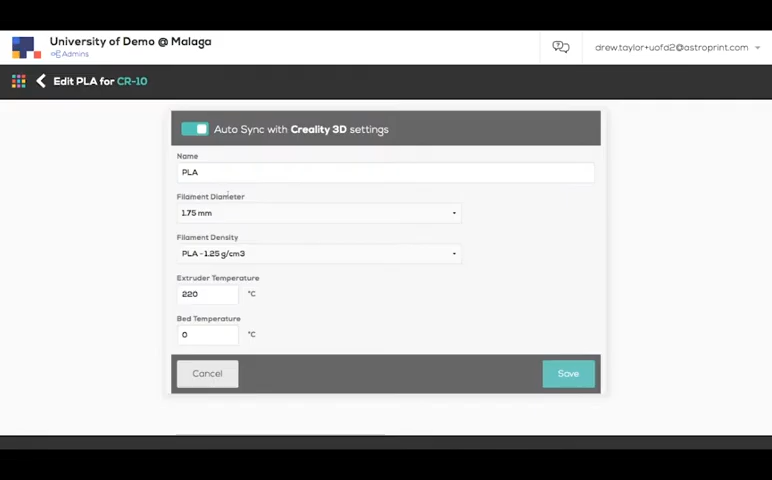 University of Demo @ Malaga
Admins
drew.taylor+uofd2@astroprint.com
Edit PLA for CR-10
Auto Sync with Creality 3D settings
Name
PLA
Filament Diameter
1.75 mm
Filament Density
PLA - 1.25 g/cm3
Extruder Temperature
220 °C
Bed Temperature
0 °C
Cancel
Save